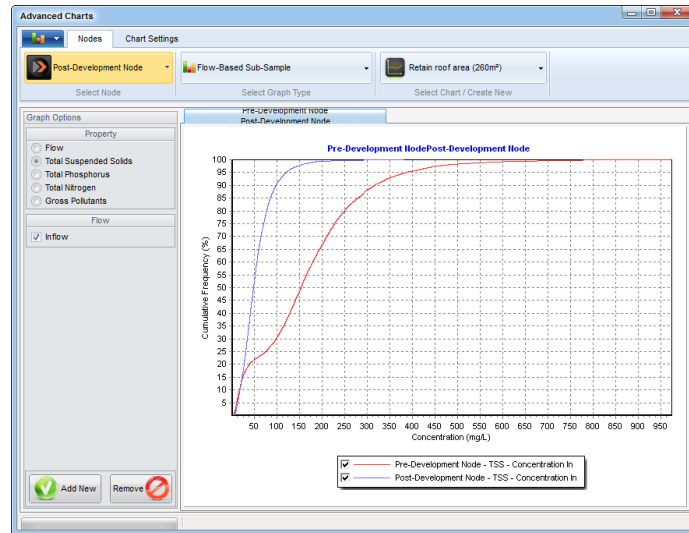 Advanced Charts
Nodes
Chart Settings
Post-Development Node
Flow-Based Sub-Sample
Retain roof area (260m²)
Select Node
Select Graph Type
Select Chart / Create New
Graph Options
Property
Flow
Total Suspended Solids
Total Phosphorus
Total Nitrogen
Gross Pollutants
Flow
Inflow
Add New
Remove
Pre-Development Node
Post-Development Node
Pre-Development NodePost-Development Node
Cumulative Frequency (%)
100
95
90
85
80
75
70
65
60
55
50
45
40
35
30
25
20
15
10
5
50 100 150 200 250 300 350 400 450 500 550 600 650 700 750 800 850 900 950
Concentration (mg/L)
Pre-Development Node - TSS - Concentration In
Post-Development Node - TSS - Concentration In